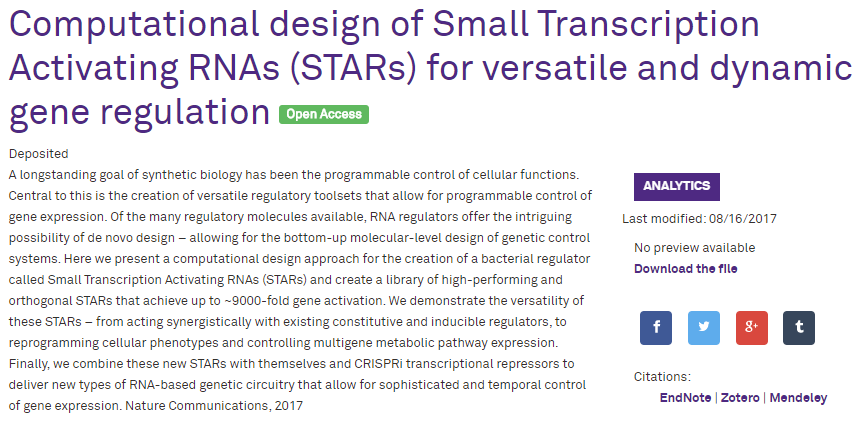 Computational design of Small Transcription
Activating RNAs (STARs) for versatile and dynamic
gene regulation Open Access
Deposited
A longstanding goal of synthetic biology has been the programmable control of cellular functions.
Central to this is the creation of versatile regulatory toolsets that allow for programmable control of
gene expression. Of the many regulatory molecules available, RNA regulators offer the intriguing
possibility of de novo design – allowing for the bottom-up molecular-level design of genetic control
systems. Here we present a computational design approach for the creation of a bacterial regulator
called Small Transcription Activating RNAs (STARs) and create a library of high-performing and
orthogonal STARs that achieve up to ~9000-fold gene activation. We demonstrate the versatility of
these STARs – from acting synergistically with existing constitutive and inducible regulators, to
reprogramming cellular phenotypes and controlling multigene metabolic pathway expression.
Finally, we combine these new STARs with themselves and CRISPRi transcriptional repressors to
deliver new types of RNA-based genetic circuitry that allow for sophisticated and temporal control
of gene expression. Nature Communications, 2017
ANALYTICS
Last modified: 08/16/2017
No preview available
Download the file
f
g+
t
Citations:
EndNote | Zotero | Mendeley